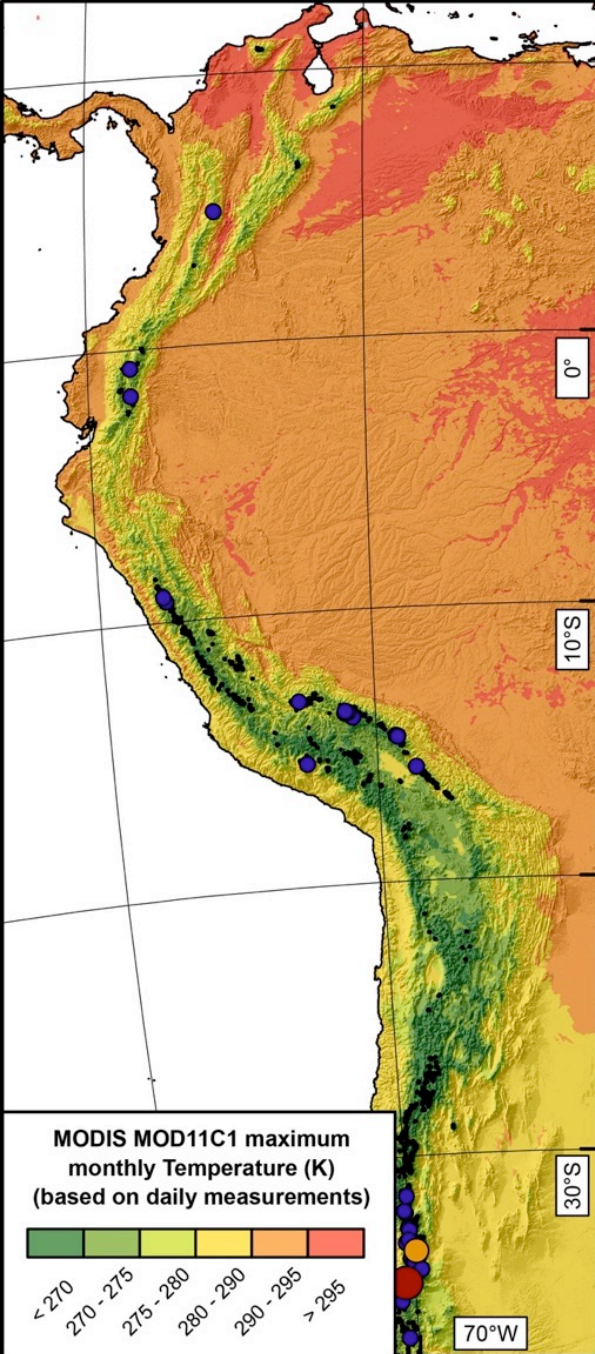 0°
10°S
MODIS MOD11C1 maximum
monthly Temperature (K)
(based on daily measurements)
< 270
270 - 275
275 - 280
280 - 290
290 - 295
> 295
30°S
70°W